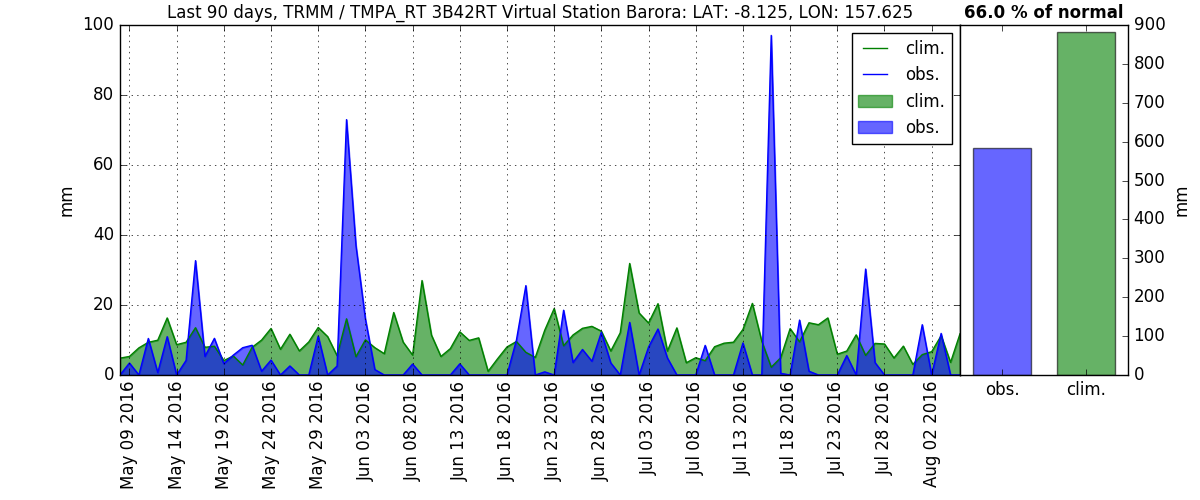 Last 90 days, TRMM / TMPA_RT 3B42RT Virtual Station Barora: LAT: -8.125, LON: 157.625
66.0 % of normal
100
80
60
40
20
0
mm
clim.
obs.
clim.
obs.
900
800
700
600
500
400
300
200
100
0
mm
May 09 2016
May 14 2016
May 19 2016
May 24 2016
May 29 2016
Jun 03 2016
Jun 08 2016
Jun 13 2016
Jun 18 2016
Jun 23 2016
Jun 28 2016
Jul 03 2016
Jul 08 2016
Jul 13 2016
Jul 18 2016
Jul 23 2016
Jul 28 2016
Aug 02 2016
obs.
clim.